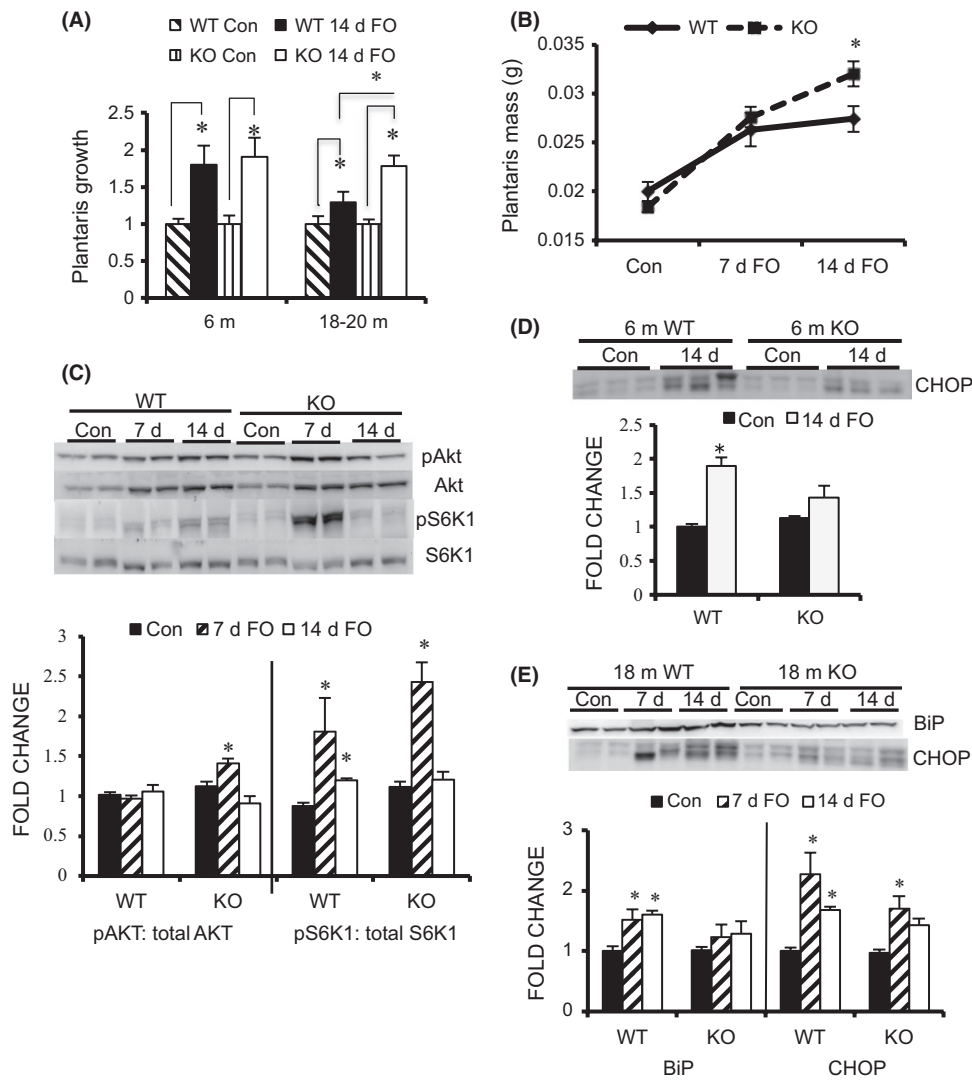 (A)
WT Con WT 14 d FO
KO Con KO 14 d FO
*
* * * *
Plantaris growth
2.5
2
1.5
1
0.5
0
6 m 18-20 m
(B)
WT KO
*
Plantaris mass (g)
0.035
0.03
0.025
0.02
0.015
Con 7 d FO 14 d FO
(C)
WT KO
Con 7 d 14 d Con 7 d 14 d
pAkt
Akt
pS6K1
S6K1
Con 7 d FO 14 d FO
FOLD CHANGE
3
2.5
2
1.5
1
0.5
0
* * * *
WT KO WT KO
pAKT: total AKT pS6K1: total S6K1
(D)
6 m WT 6 m KO
Con 14 d Con 14 d
CHOP
Con 14 d FO
FOLD CHANGE
2.5
2
1.5
1
0.5
0
*
WT KO
(E)
18 m WT 18 m KO
Con 7 d 14 d Con 7 d 14 d
BiP
CHOP
Con 7 d FO 14 d FO
FOLD CHANGE
3
2
1
0
* * * * *
WT KO WT KO
BiP CHOP